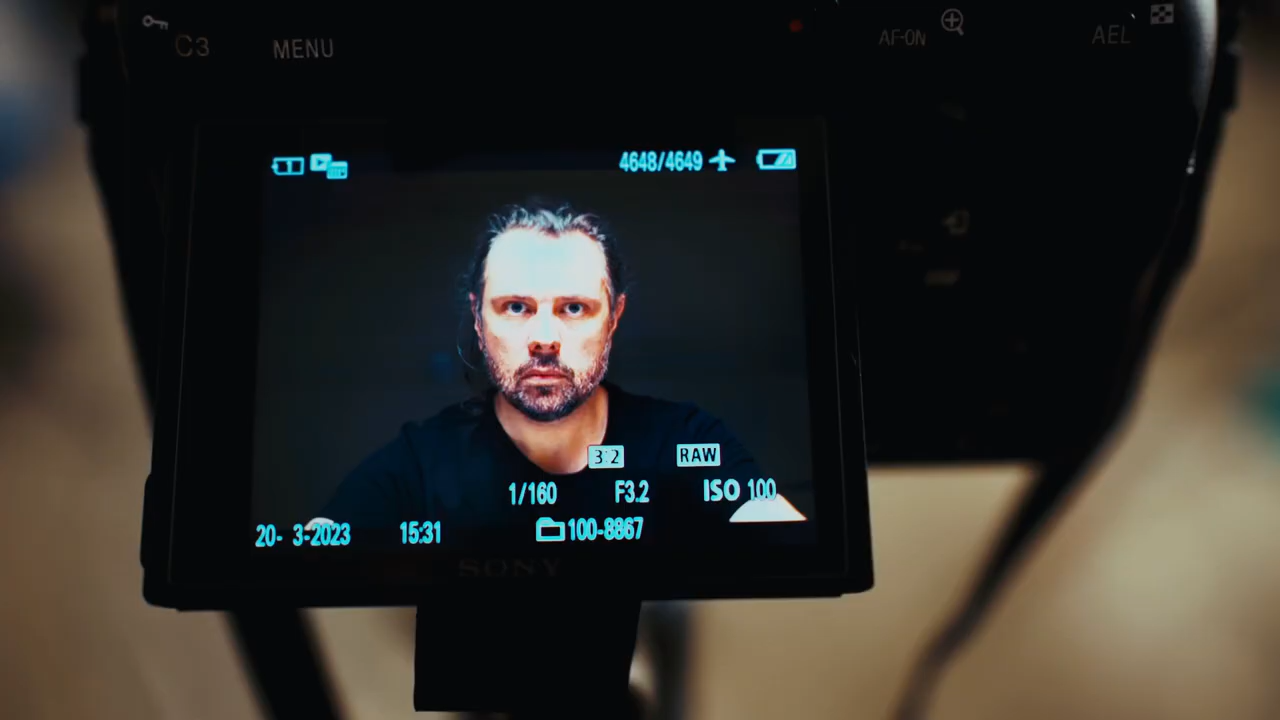 C3 MENU AF-ON AEL
4648/4649
3:2 RAW
1/160 F3.2 ISO 100
20- 3-2023 15:31 100-8867
SONY